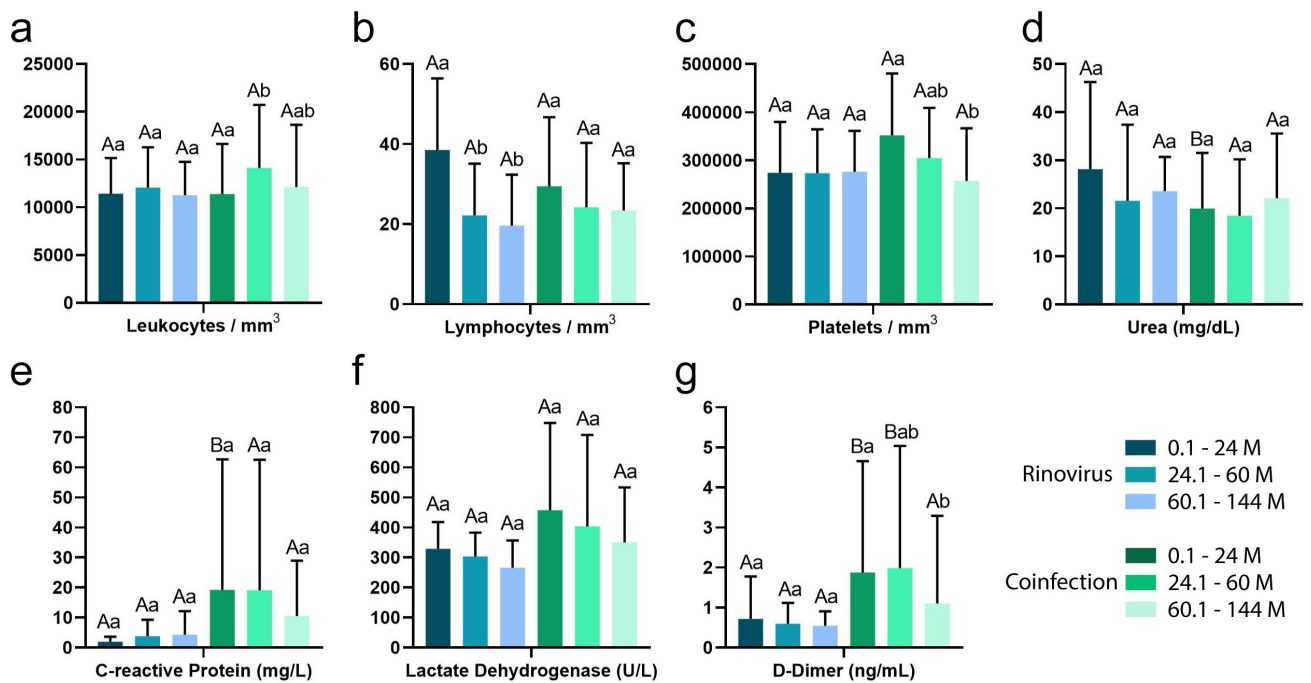 a
25000
20000
15000
10000
5000
0
Aa Aa Aa Aa Ab Aab
Leukocytes / mm3
b
60
40
20
0
Aa Ab Ab Aa Aa Aa
Lymphocytes / mm3
c
500000
400000
300000
200000
100000
0
Aa Aa Aa Aa Aab Ab
Platelets / mm3
d
50
40
30
20
10
0
Aa Aa Aa Ba Aa Aa
Urea (mg/dL)
e
80
70
60
50
40
30
20
10
0
Aa Aa Aa Ba Aa Aa
C-reactive Protein (mg/L)
f
800
700
600
500
400
300
200
100
0
Aa Aa Aa Aa Aa Aa
Lactate Dehydrogenase (U/L)
g
6
5
4
3
2
1
0
Aa Aa Aa Ba Bab Ab
D-Dimer (ng/mL)
Rinovirus
0.1 - 24 M
24.1 - 60 M
60.1 - 144 M
Coinfection
0.1 - 24 M
24.1 - 60 M
60.1 - 144 M